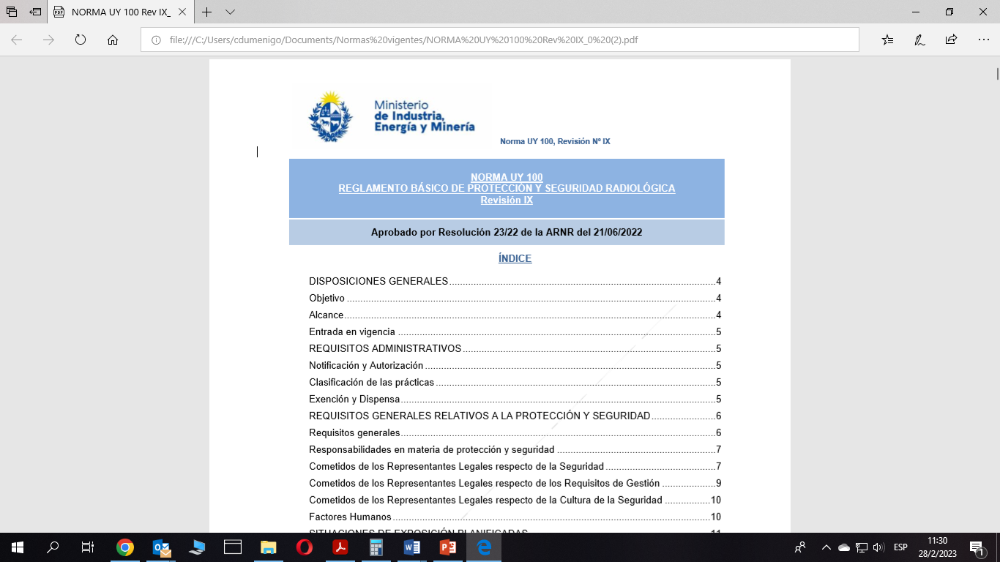 NORMA UY 100 Rev IX_
file:///C:/Users/cdumenigo/Documents/Normas%20vigentes/NORMA%20UY%20100%20Rev%20IX_0%20(2).pdf
Ministerio
de Industria,
Energía y Minería
Norma UY 100, Revisión Nº IX
NORMA UY 100
REGLAMENTO BÁSICO DE PROTECCIÓN Y SEGURIDAD RADIOLÓGICA
Revisión IX
Aprobado por Resolución 23/22 de la ARNR del 21/06/2022
ÍNDICE
DISPOSICIONES GENERALES 4
Objetivo 4
Alcance 4
Entrada en vigencia 5
REQUISITOS ADMINISTRATIVOS 5
Notificación y Autorización 5
Clasificación de las prácticas 5
Exención y Dispensa 5
REQUISITOS GENERALES RELATIVOS A LA PROTECCIÓN Y SEGURIDAD 6
Requisitos generales 6
Responsabilidades en materia de protección y seguridad 7
Cometidos de los Representantes Legales respecto de la Seguridad 7
Cometidos de los Representantes Legales respecto de los Requisitos de Gestión 9
Cometidos de los Representantes Legales respecto de la Cultura de la Seguridad 10
Factores Humanos 10
SITUACIONES DE EXPOSICIÓN PLANIFICADAS 11
ESP
11:30
28/2/2023
1